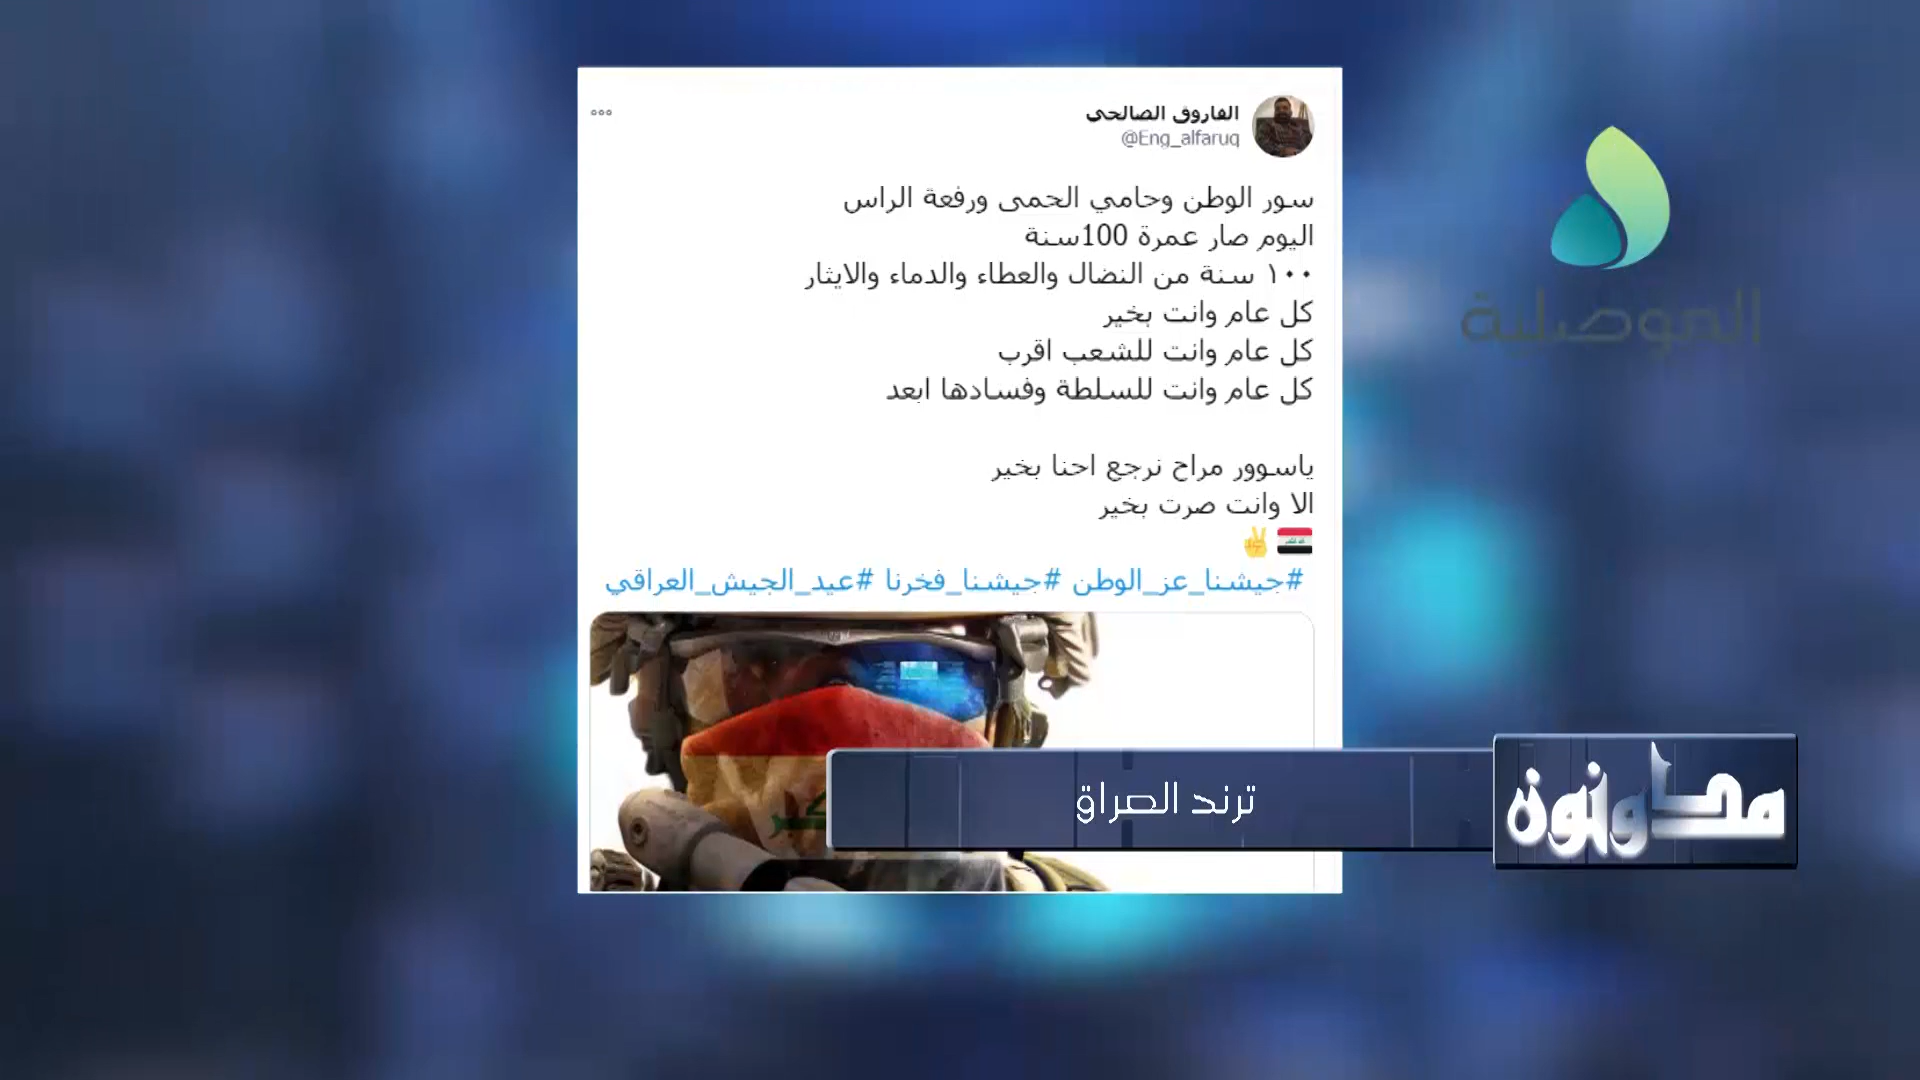 الفاروق الصالحي
@Eng_alfaruq
سور الوطن وحامي الحمى ورفعة الراس
اليوم صار عمرة 100سنة
١٠٠ سنة من النضال والعطاء والدماء والايثار
كل عام وانت بخير
كل عام وانت للشعب اقرب
كل عام وانت للسلطة وفسادها ابعد
ياسوور مراح نرجع احنا بخير
الا وانت صرت بخير
🇮🇶✌
#جيشنا_عز_الوطن #جيشنا_فخرنا #عيد_الجيش_العراقي
الموصلية
ترند العراق